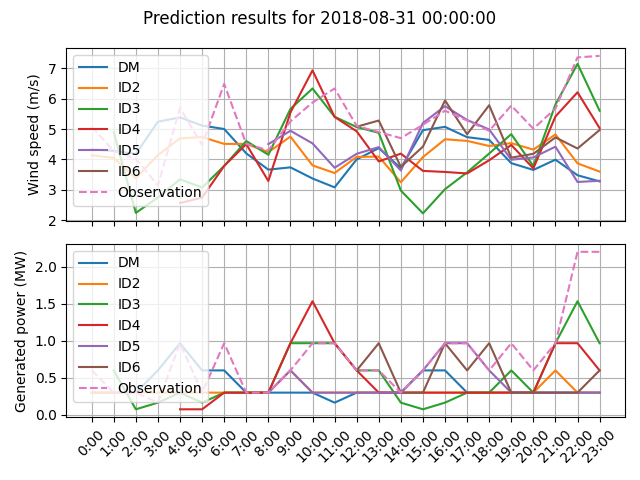 Prediction results for 2018-08-31 00:00:00
Wind speed (m/s)
7
6
5
4
3
2
DM
ID2
ID3
ID4
ID5
ID6
Observation
Generated power (MW)
2.0
1.5
1.0
0.5
0.0
DM
ID2
ID3
ID4
ID5
ID6
Observation
0:00 1:00 2:00 3:00 4:00 5:00 6:00 7:00 8:00 9:00 10:00 11:00 12:00 13:00 14:00 15:00 16:00 17:00 18:00 19:00 20:00 21:00 22:00 23:00